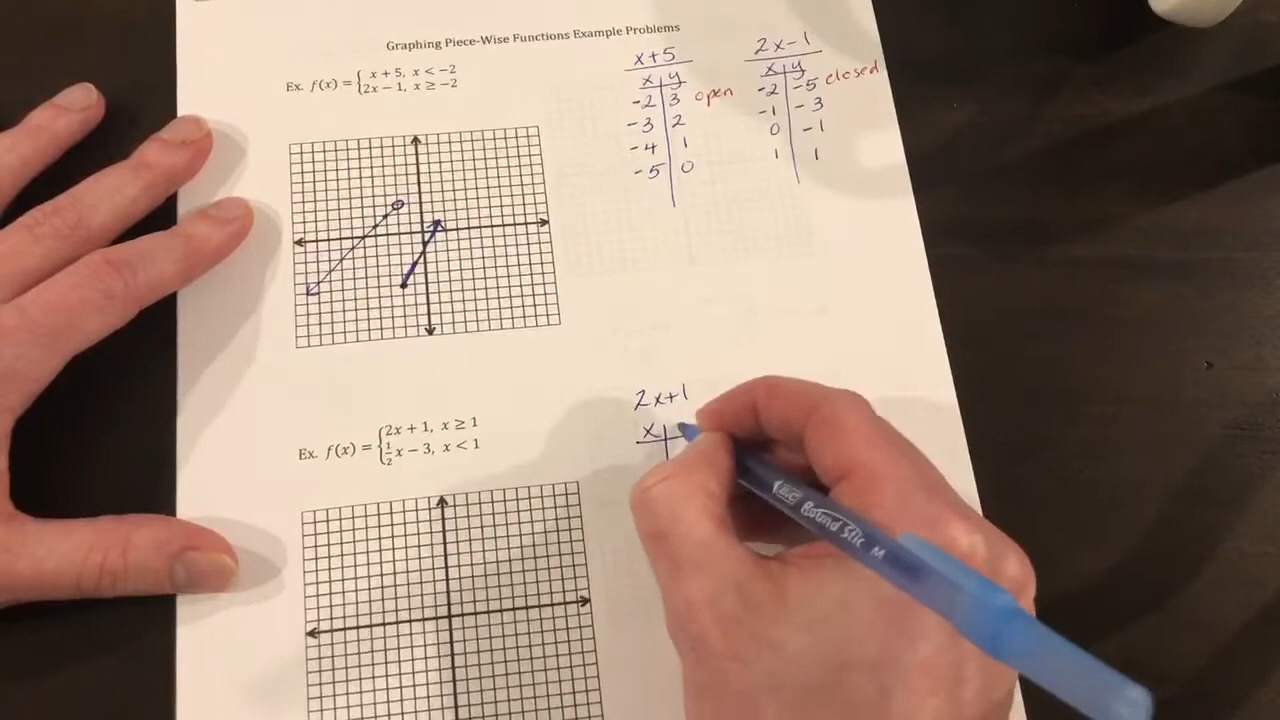 Graphing Piece-Wise Functions Example Problems
Ex. f(x) = { x + 5, x < -2
2x - 1, x ≥ -2
x+5
x y
-2 3 open
-3 2
-4 1
-5 0
2x-1
x y
-2 -5 closed
-1 -3
0 -1
1 1
Ex. f(x) = { 2x + 1, x ≥ 1
1/2 x - 3, x < 1
2x+1
x
BIC Round Stic M